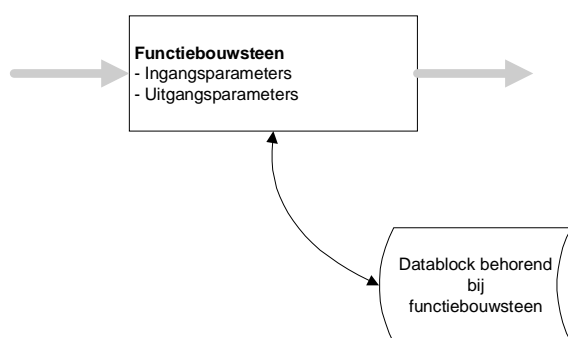 Functiebouwsteen
- Ingangsparameters
- Uitgangsparameters
Datablock behorend
bij
functiebouwsteen